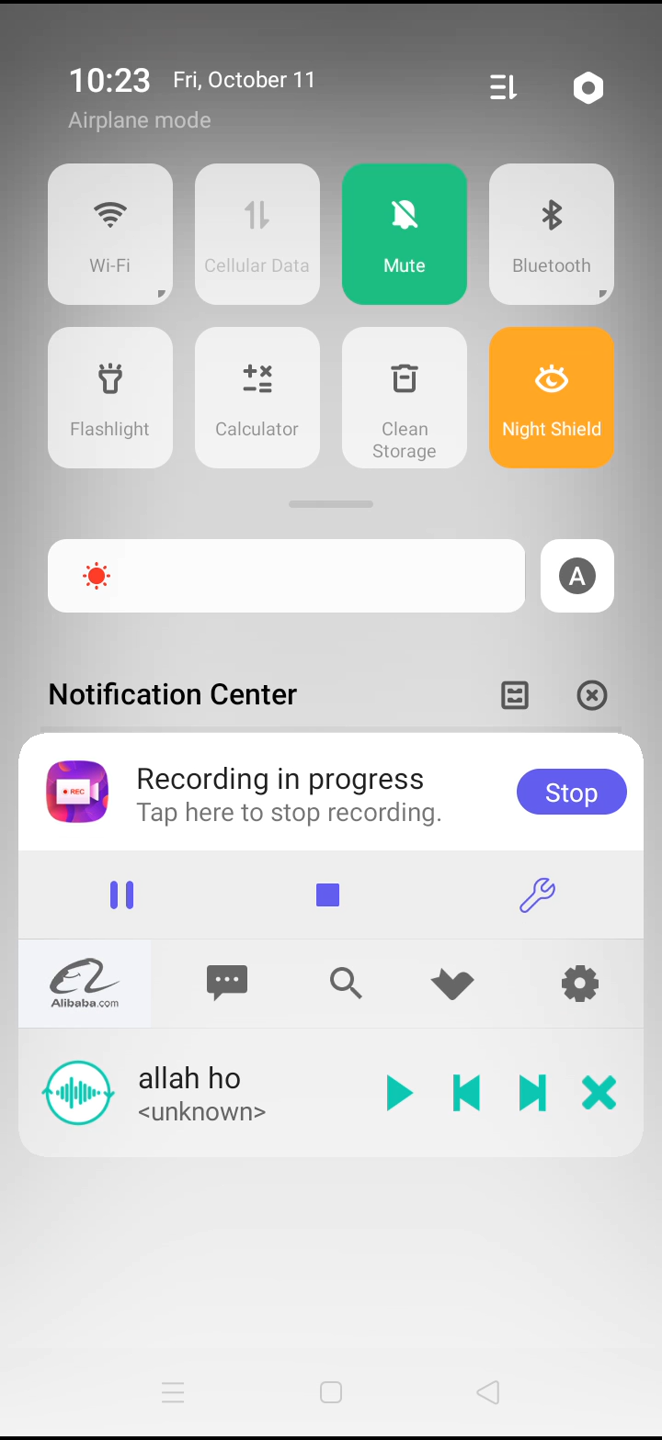 10:23 Fri, October 11
Airplane mode
Wi-Fi
Cellular Data
Mute
Bluetooth
Flashlight
Calculator
Clean
Storage
Night Shield
A
Notification Center
REC
Recording in progress
Tap here to stop recording.
Stop
Alibaba.com
allah ho
<unknown>